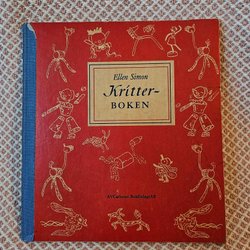 Ellen Simon
Kritter-
BOKEN